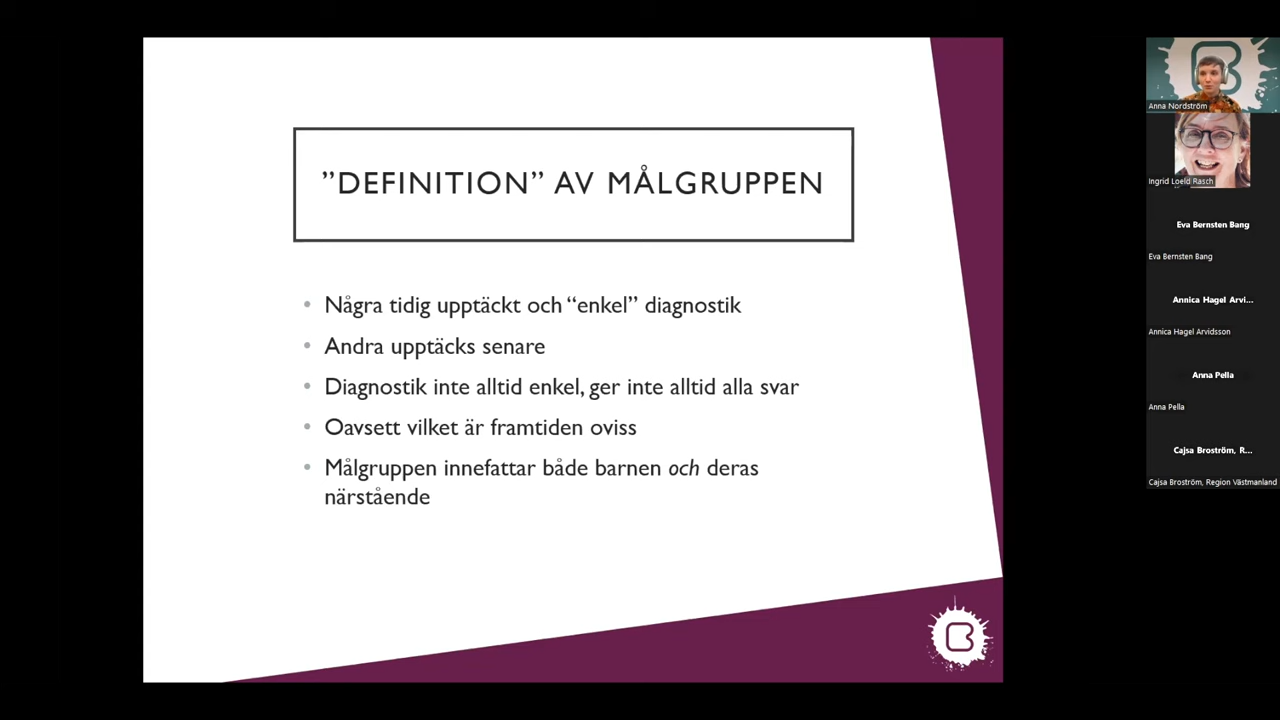 ”DEFINITION” AV MÅLGRUPPEN
• Några tidig upptäckt och “enkel” diagnostik
• Andra upptäcks senare
• Diagnostik inte alltid enkel, ger inte alltid alla svar
• Oavsett vilket är framtiden oviss
• Målgruppen innefattar både barnen och deras
närstående
Anna Nordström
Ingrid Loeld Rasch
Eva Bernsten Bang
Eva Bernsten Bang
Annica Hagel Arvi...
Annica Hagel Arvidsson
Anna Pella
Anna Pella
Cajsa Broström, R...
Cajsa Broström, Region Västmanland